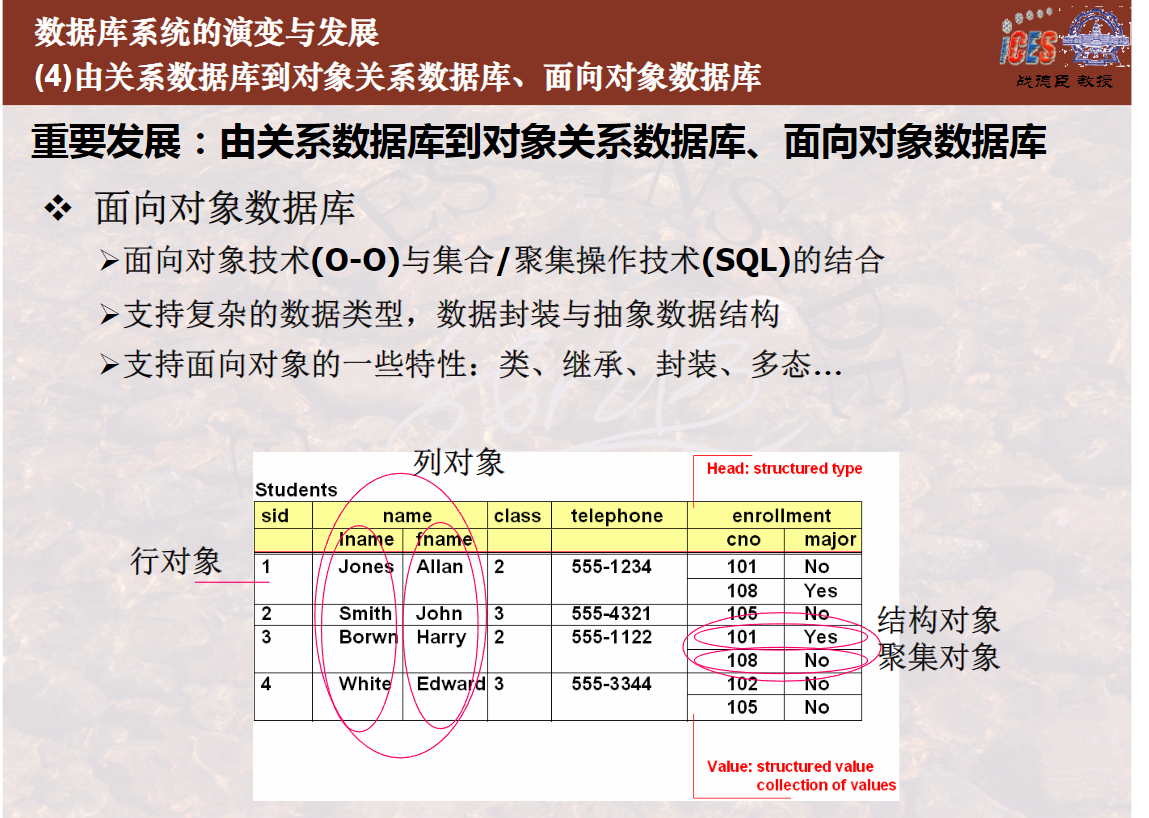 数据库系统的演变与发展
(4)由关系数据库到对象关系数据库、面向对象数据库
iCES
战德臣 教授
重要发展：由关系数据库到对象关系数据库、面向对象数据库
❖ 面向对象数据库
➢面向对象技术(O-O)与集合/聚集操作技术(SQL)的结合
➢支持复杂的数据类型，数据封装与抽象数据结构
➢支持面向对象的一些特性：类、继承、封装、多态...
列对象
Head: structured type
Students
sid name class telephone enrollment
lname fname cno major
行对象
1 Jones Allan 2 555-1234 101 No
108 Yes
2 Smith John 3 555-4321 105 No
结构对象
3 Borwn Harry 2 555-1122 101 Yes
聚集对象
108 No
4 White Edward 3 555-3344 102 No
105 No
Value: structured value
collection of values